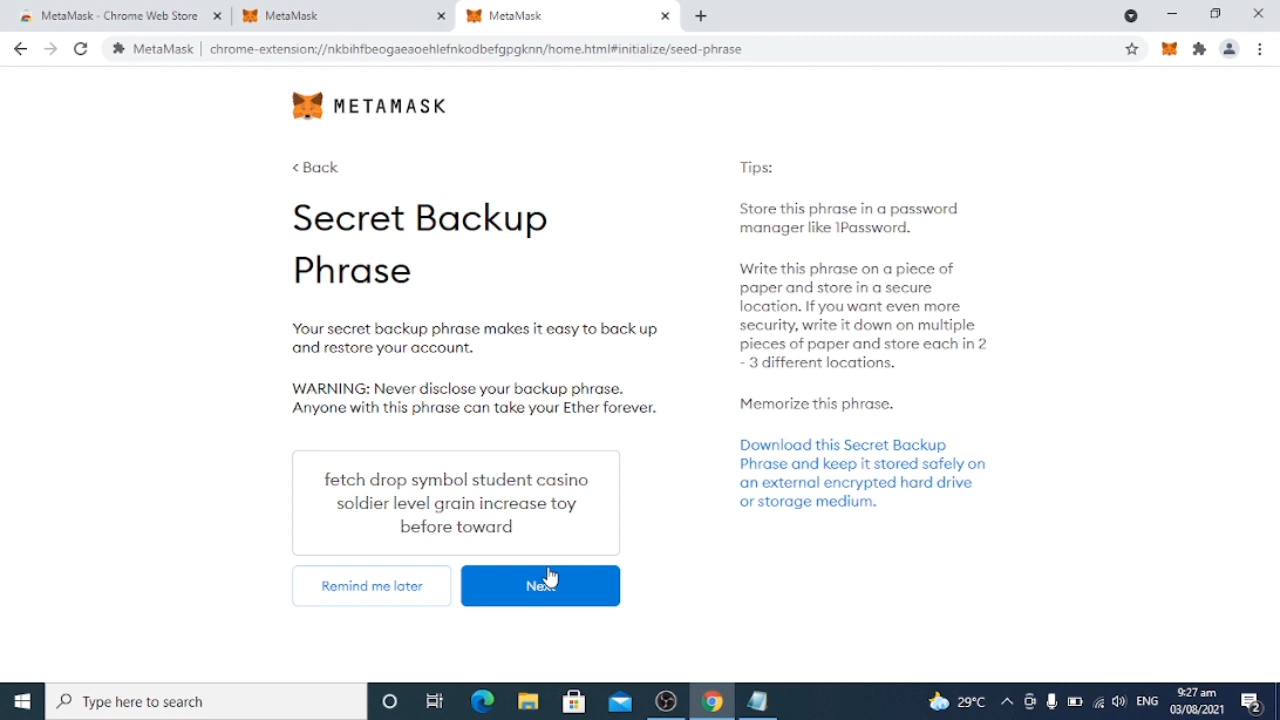 MetaMask - Chrome Web Store
MetaMask
MetaMask
MetaMask
chrome-extension://nkbihfbeogaeaoehlefnkodbefgpgknn/home.html#initialize/seed-phrase
METAMASK
< Back
Secret Backup
Phrase
Your secret backup phrase makes it easy to back up
and restore your account.
WARNING: Never disclose your backup phrase.
Anyone with this phrase can take your Ether forever.
fetch drop symbol student casino
soldier level grain increase toy
before toward
Remind me later
Next
Tips:
Store this phrase in a password
manager like 1Password.
Write this phrase on a piece of
paper and store in a secure
location. If you want even more
security, write it down on multiple
pieces of paper and store each in 2
- 3 different locations.
Memorize this phrase.
Download this Secret Backup
Phrase and keep it stored safely on
an external encrypted hard drive
or storage medium.
Type here to search
29°C
ENG
9:27 am
03/08/2021
2